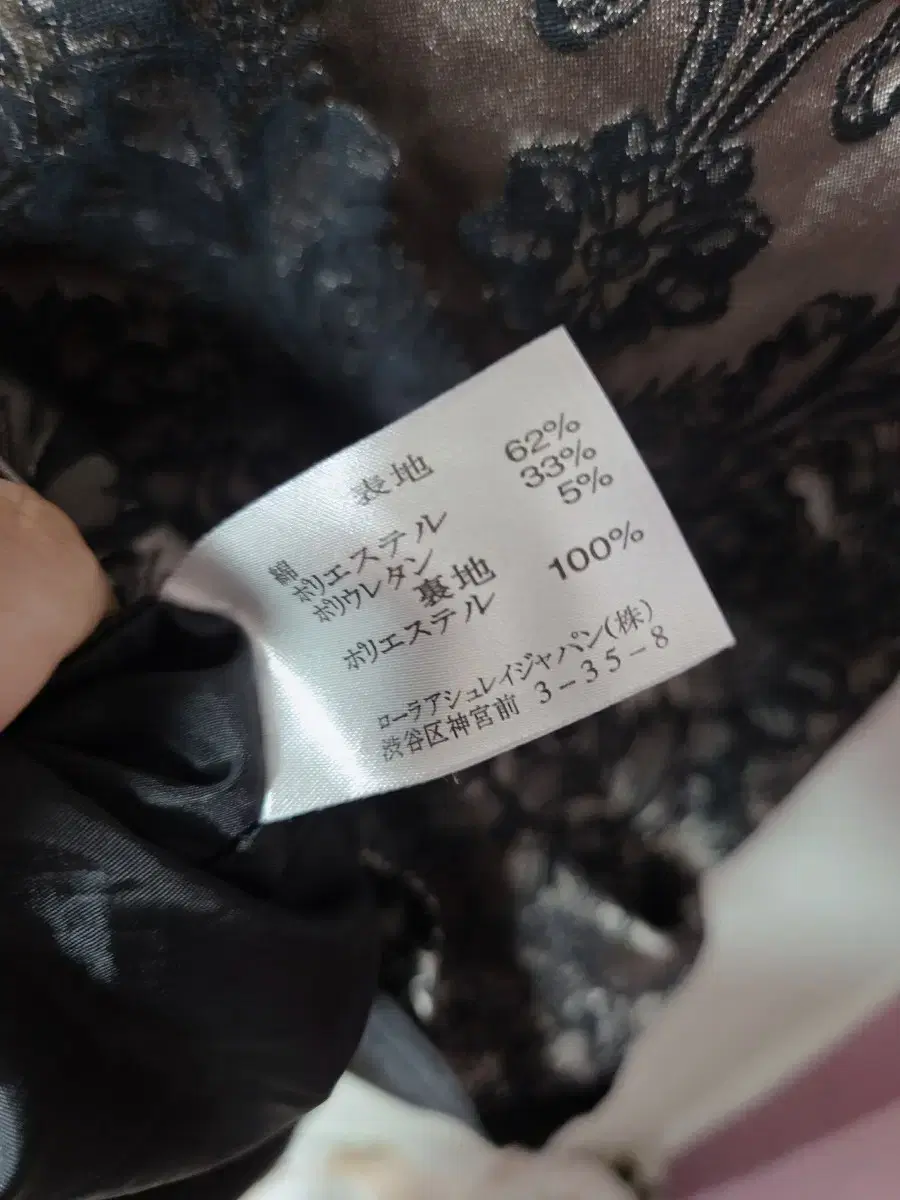 表地
綿 62%
ポリエステル 33%
ポリウレタン 5%
裏地
ポリエステル 100%
ローラアシュレイジャパン(株)
渋谷区神宮前 3-35-8